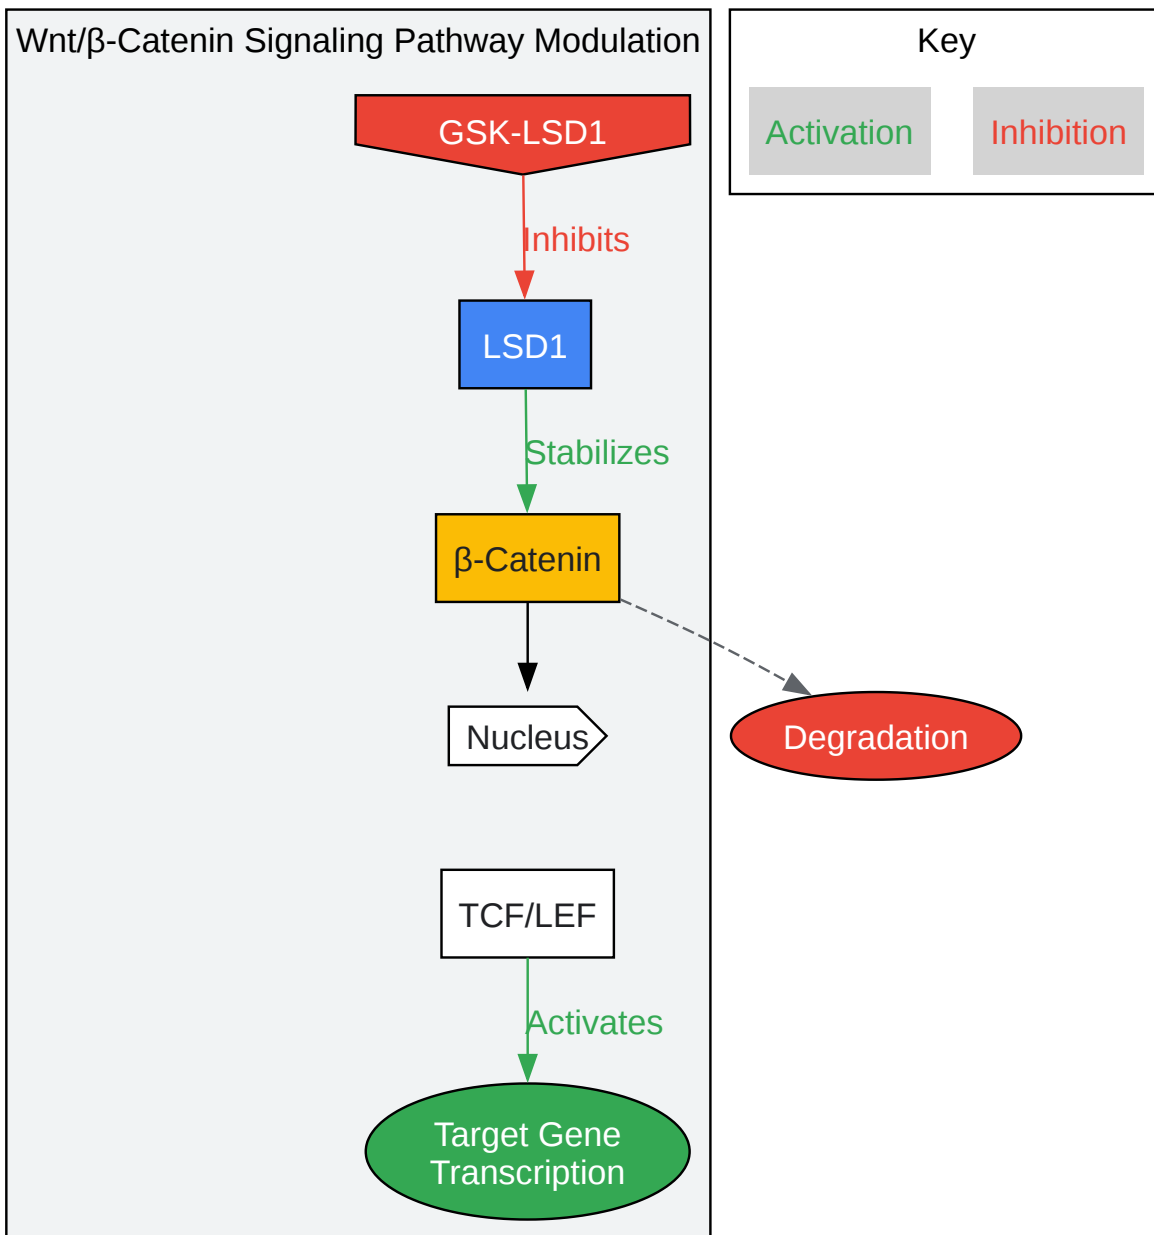 Wnt/β-Catenin Signaling Pathway Modulation
Key
GSK-LSD1
Activation
Inhibition
Inhibits
LSD1
Stabilizes
β-Catenin
Nucleus
Degradation
TCF/LEF
Activates
Target Gene
Transcription